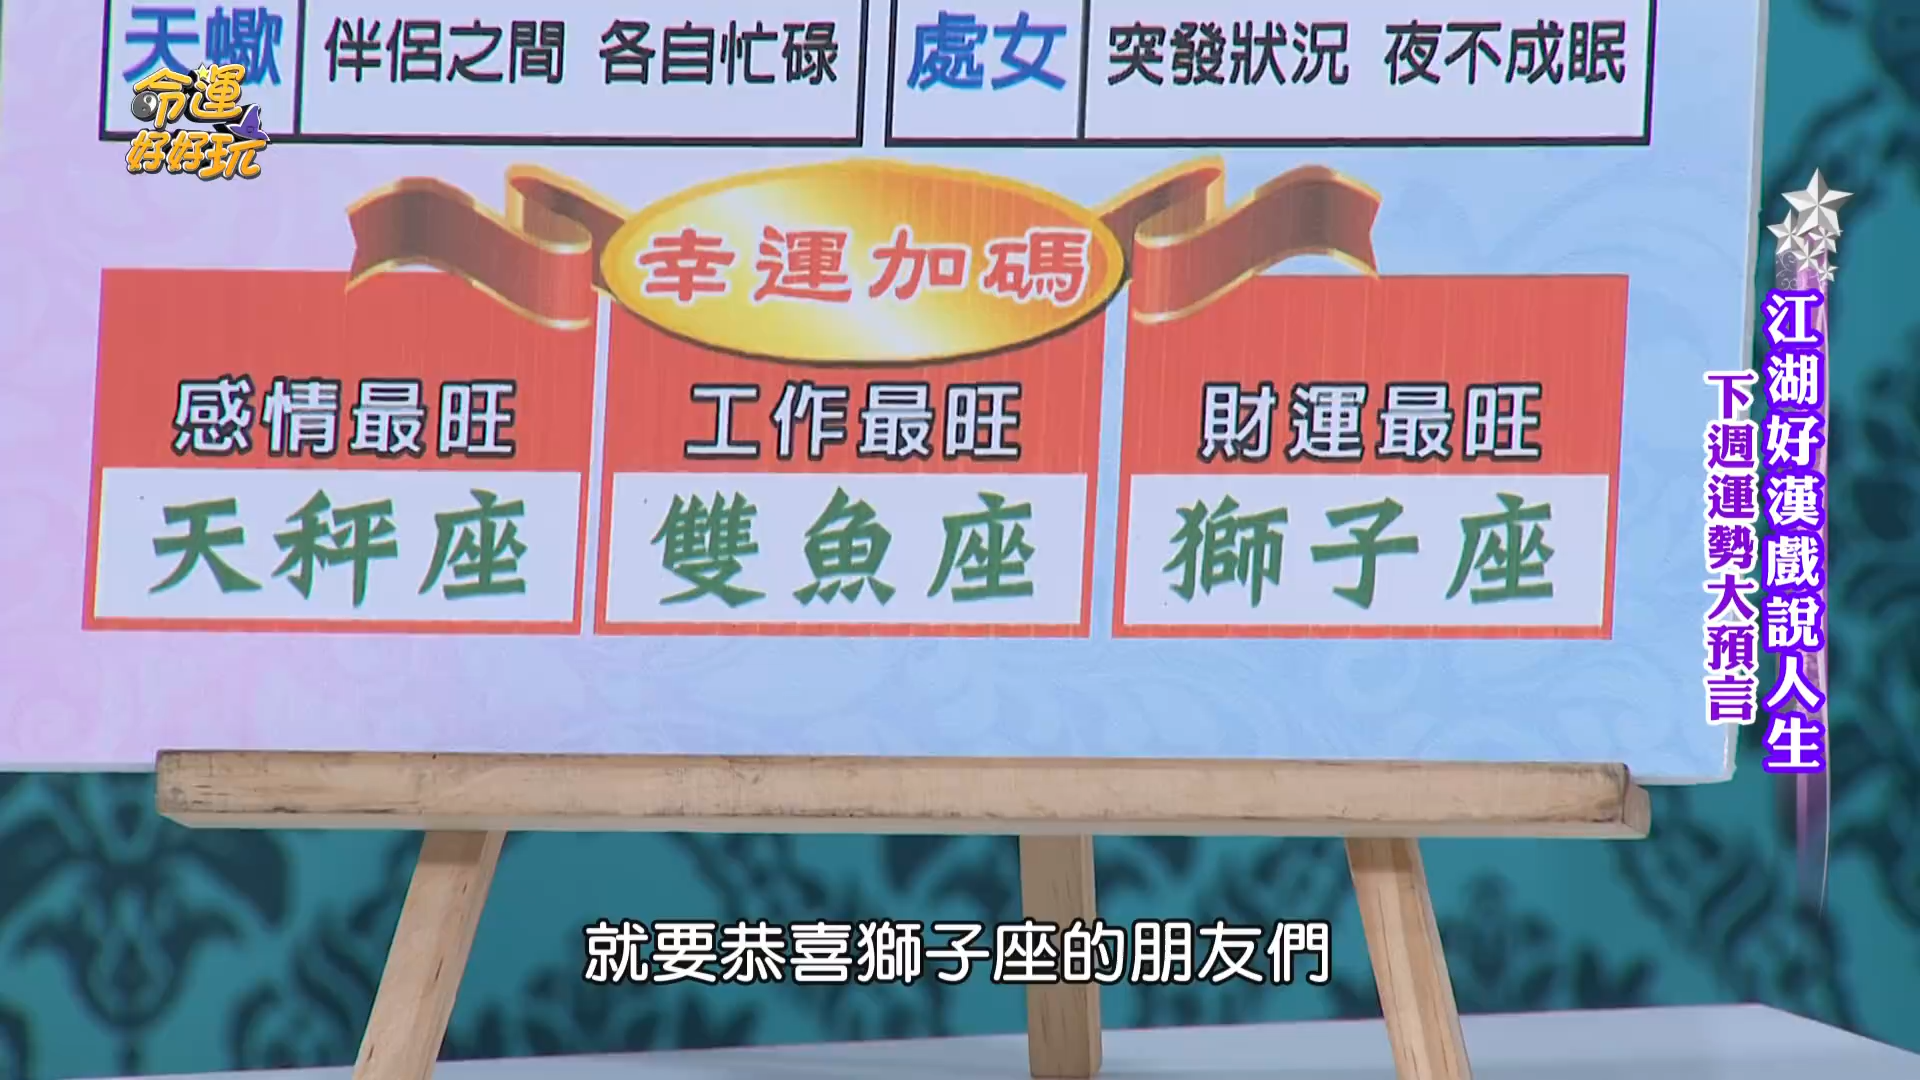 天蠍 伴侶之間 各自忙碌 處女 突發狀況 夜不成眠
命運
好好玩
幸運加碼
感情最旺 工作最旺 財運最旺
天秤座 雙魚座 獅子座
江湖好漢戲說人生
下週運勢大預言
就要恭喜獅子座的朋友們